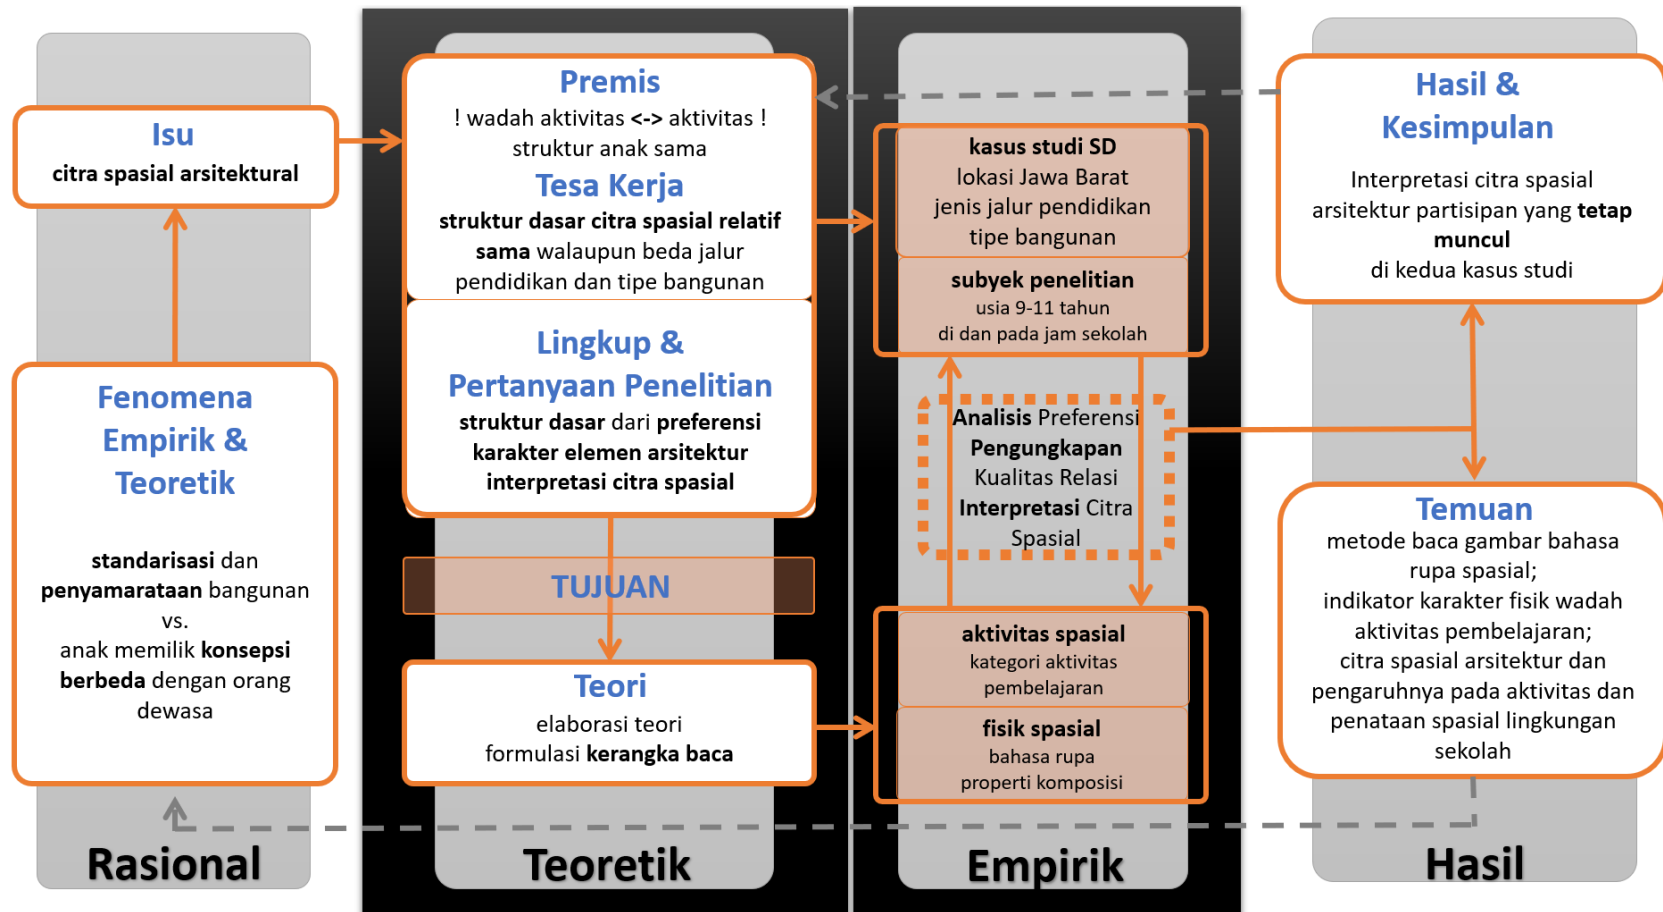 Isu
citra spasial arsitektural
Fenomena
Empirik &
Teoretik
standarisasi dan
penyamarataan bangunan
vs.
anak memilik konsepsi
berbeda dengan orang
dewasa
Rasional
Premis
! wadah aktivitas <-> aktivitas !
struktur anak sama
Tesa Kerja
struktur dasar citra spasial relatif
sama walaupun beda jalur
pendidikan dan tipe bangunan
Lingkup &
Pertanyaan Penelitian
struktur dasar dari preferensi
karakter elemen arsitektur
interpretasi citra spasial
TUJUAN
Teori
elaborasi teori
formulasi kerangka baca
Teoretik
kasus studi SD
lokasi Jawa Barat
jenis jalur pendidikan
tipe bangunan
subyek penelitian
usia 9-11 tahun
di dan pada jam sekolah
Analisis Preferensi
Pengungkapan
Kualitas Relasi
Interpretasi Citra
Spasial
aktivitas spasial
kategori aktivitas
pembelajaran
fisik spasial
bahasa rupa
properti komposisi
Empirik
Hasil &
Kesimpulan
Interpretasi citra spasial
arsitektur partisipan yang tetap
muncul
di kedua kasus studi
Temuan
metode baca gambar bahasa
rupa spasial;
indikator karakter fisik wadah
aktivitas pembelajaran;
citra spasial arsitektur dan
pengaruhnya pada aktivitas dan
penataan spasial lingkungan
sekolah
Hasil